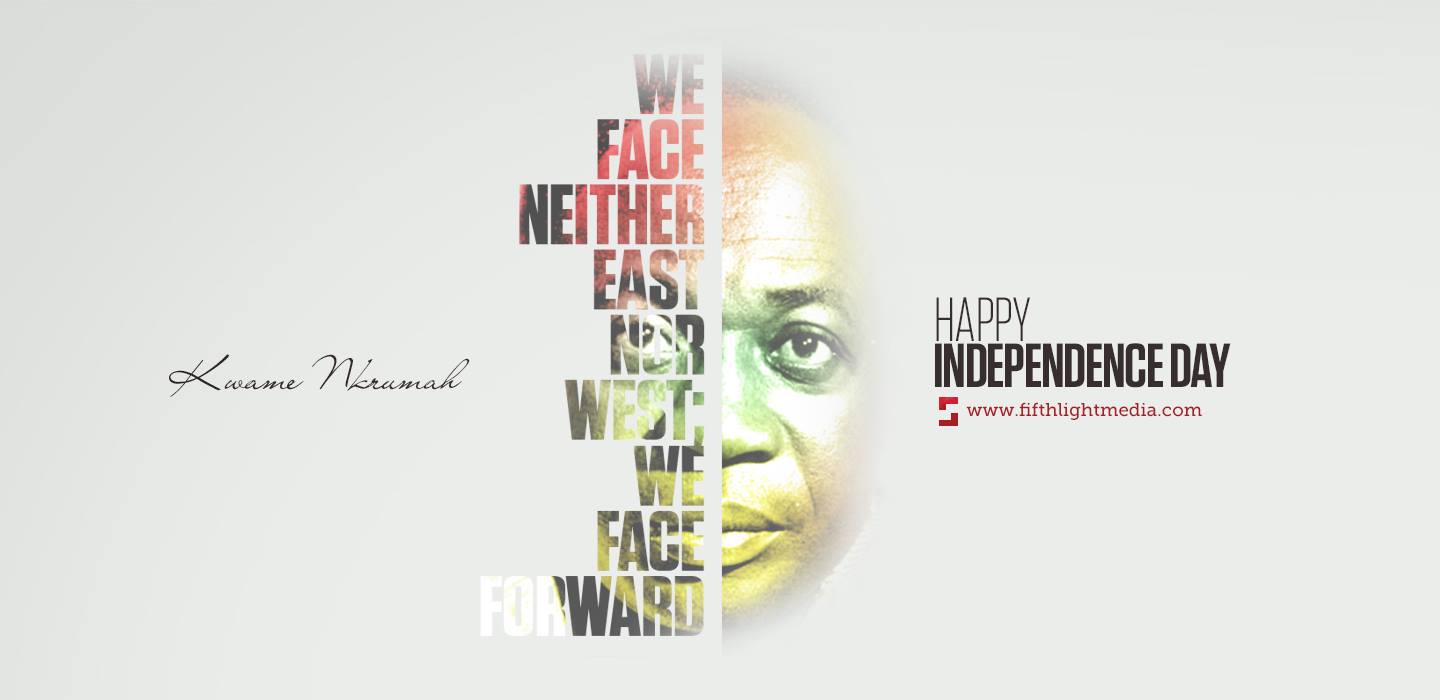 Kwame Nkrumah
WE
FACE
NEITHER
EAST
NOR
WEST;
WE
FACE
FORWARD
HAPPY
INDEPENDENCE DAY
www.fifthlightmedia.com